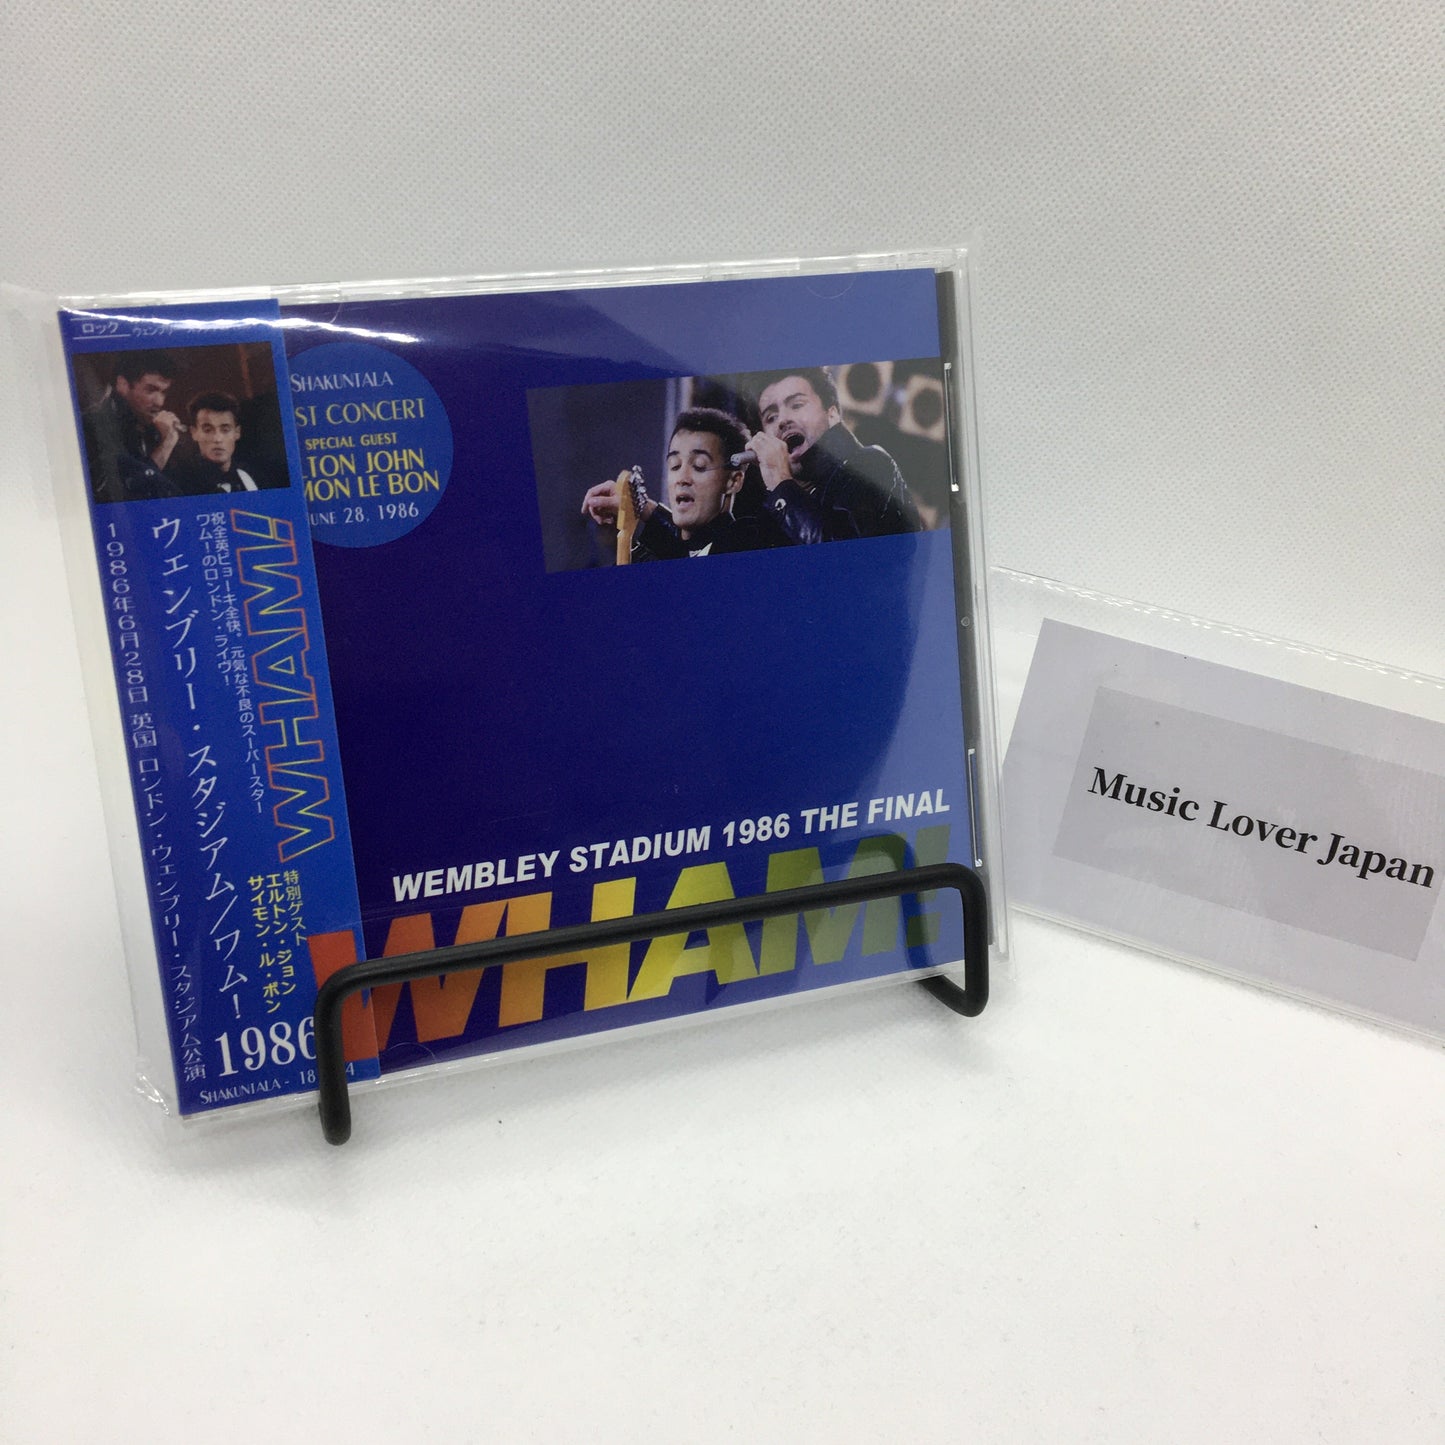 ロック
SHAKUNTALA
ST CONCERT
SPECIAL GUEST
LTON JOHN
MON LE BON
UNE 28, 1986
WHAM!
祝全英ビョーキ全快。元気な不良のスーパースター
ワム！のロンドン・ライヴ！
ウェンブリー・スタジアム／ワム！
1986年6月28日 英国 ロンドン・ウェンブリー・スタジアム公演
特別ゲスト
エルトン・ジョン
サイモン・ル・ボン
1986
SHAKUNTALA - 18
4
WEMBLEY STADIUM 1986 THE FINAL
WHAM!
Music Lover Japan